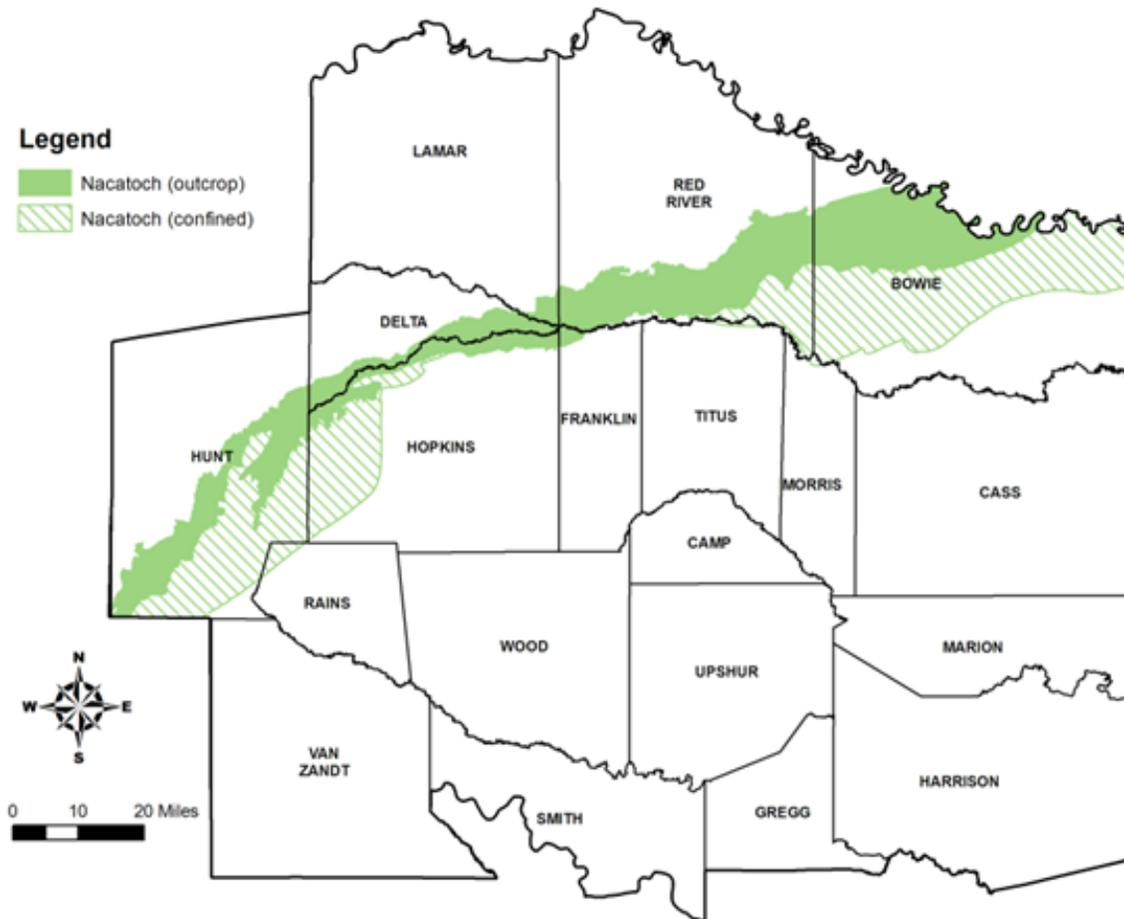 Legend
Nacatoch (outcrop)
Nacatoch (confined)
LAMAR
RED
RIVER
BOWIE
DELTA
HUNT
HOPKINS
FRANKLIN
TITUS
MORRIS
CASS
CAMP
RAINS
WOOD
UPSHUR
MARION
N
W
E
S
VAN
ZANDT
HARRISON
GREGG
SMITH
0 10 20 Miles